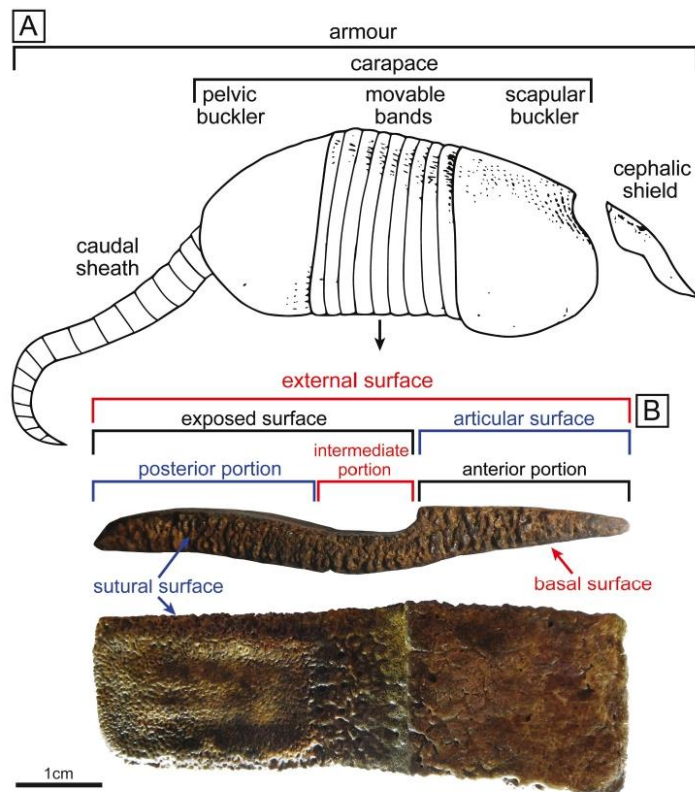 A
armour
carapace
pelvic
buckler
movable
bands
scapular
buckler
cephalic
shield
caudal
sheath
external surface
B
exposed surface
articular surface
posterior portion
intermediate
portion
anterior portion
sutural surface
basal surface
1cm